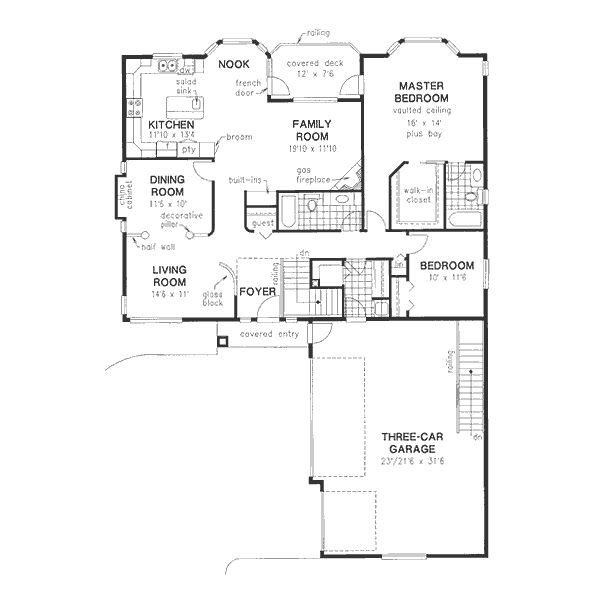 railing
NOOK
covered deck
12' x 7'6
dw
salad
sink
french
door
MASTER
BEDROOM
vaulted ceiling
16' x 14'
plus bay
KITCHEN
11'10 x 13'4
FAMILY
ROOM
19'10 x 11'10
broom
pty
gas
fireplace
built-ins
DINING
ROOM
11'6 x 10'
china
cabinet
decorative
pillar
walk-in
closet
guest
half wall
dn
railing
LIVING
ROOM
14'6 x 11'
glass
block
FOYER
lin
BEDROOM
10' x 11'6
covered entry
railing
dn
THREE-CAR
GARAGE
23'/21'6 x 31'6